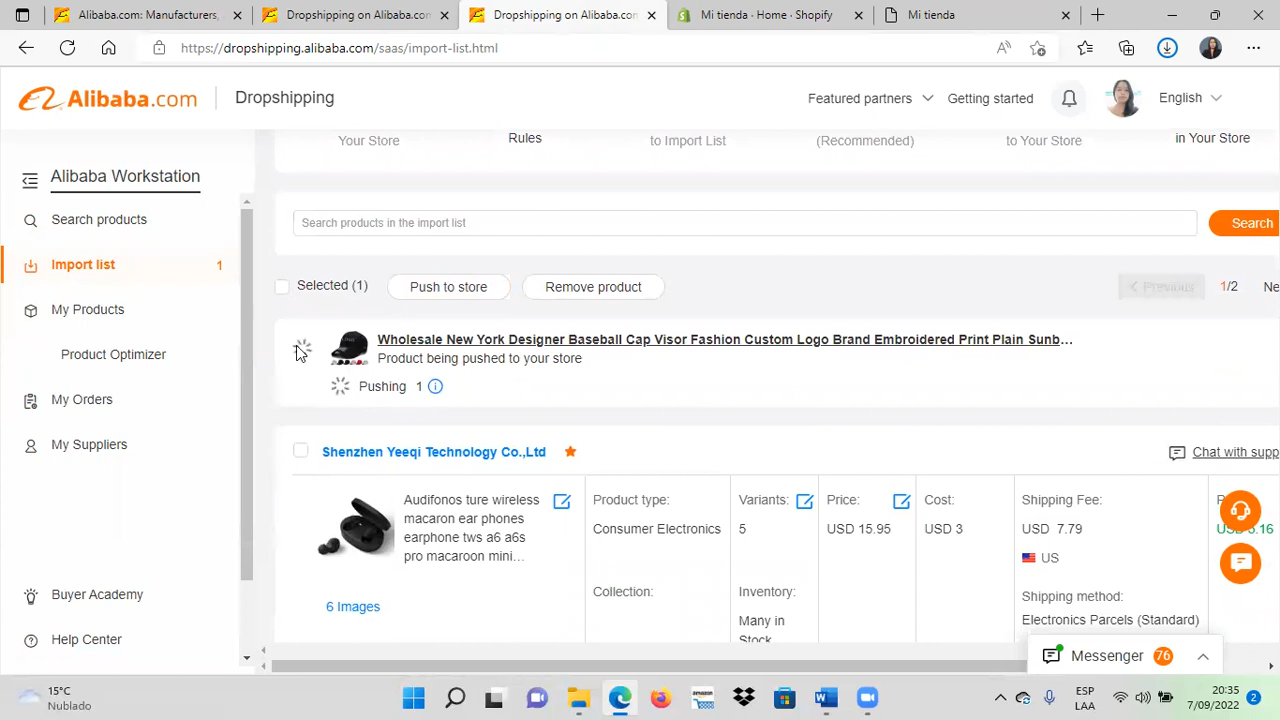 Alibaba.com: Manufacturers,
Dropshipping on Alibaba.com
Dropshipping on Alibaba.com
Mi tienda - Home · Shopify
Mi tienda
https://dropshipping.alibaba.com/saas/import-list.html
Alibaba.com
Dropshipping
Featured partners
Getting started
English
Your Store
Rules
to Import List
(Recommended)
to Your Store
in Your Store
Alibaba Workstation
Search products
Import list
1
My Products
Product Optimizer
My Orders
My Suppliers
Buyer Academy
Help Center
Search products in the import list
Search
Selected (1)
Push to store
Remove product
Previous
1/2
Ne
Wholesale New York Designer Baseball Cap Visor Fashion Custom Logo Brand Embroidered Print Plain Sunb...
Product being pushed to your store
Pushing 1
Shenzhen Yeeqi Technology Co.,Ltd
Chat with supp
Audifonos ture wireless
macaron ear phones
earphone tws a6 a6s
pro macaroon mini...
6 Images
Product type:
Consumer Electronics
Collection:
Variants:
5
Inventory:
Many in
Stock
Price:
USD 15.95
Cost:
USD 3
Shipping Fee:
USD 7.79
US
Shipping method:
Electronics Parcels (Standard)
Messenger 76
15°C
Nublado
ESP
LAA
20:35
7/09/2022
2